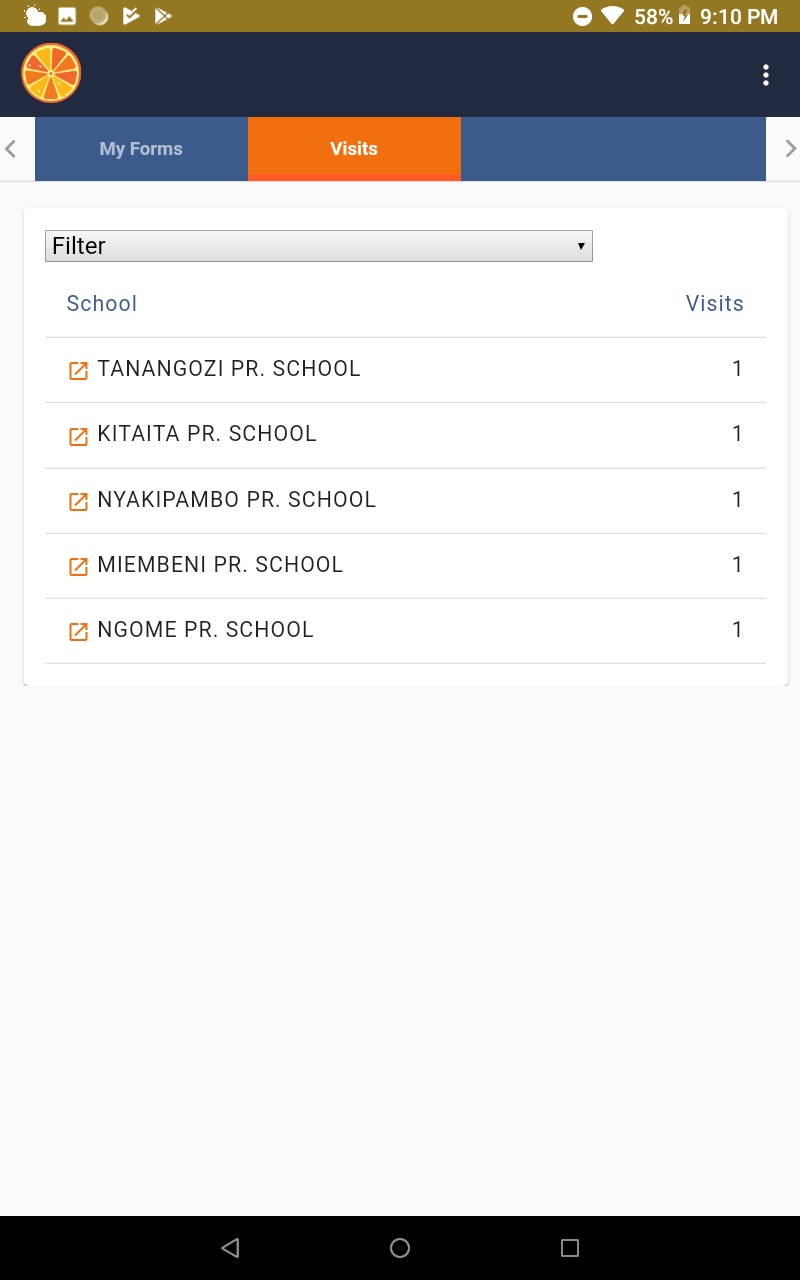 58% 9:10 PM
My Forms Visits
Filter
School Visits
TANANGOZI PR. SCHOOL 1
KITAITA PR. SCHOOL 1
NYAKIPAMBO PR. SCHOOL 1
MIEMBENI PR. SCHOOL 1
NGOME PR. SCHOOL 1